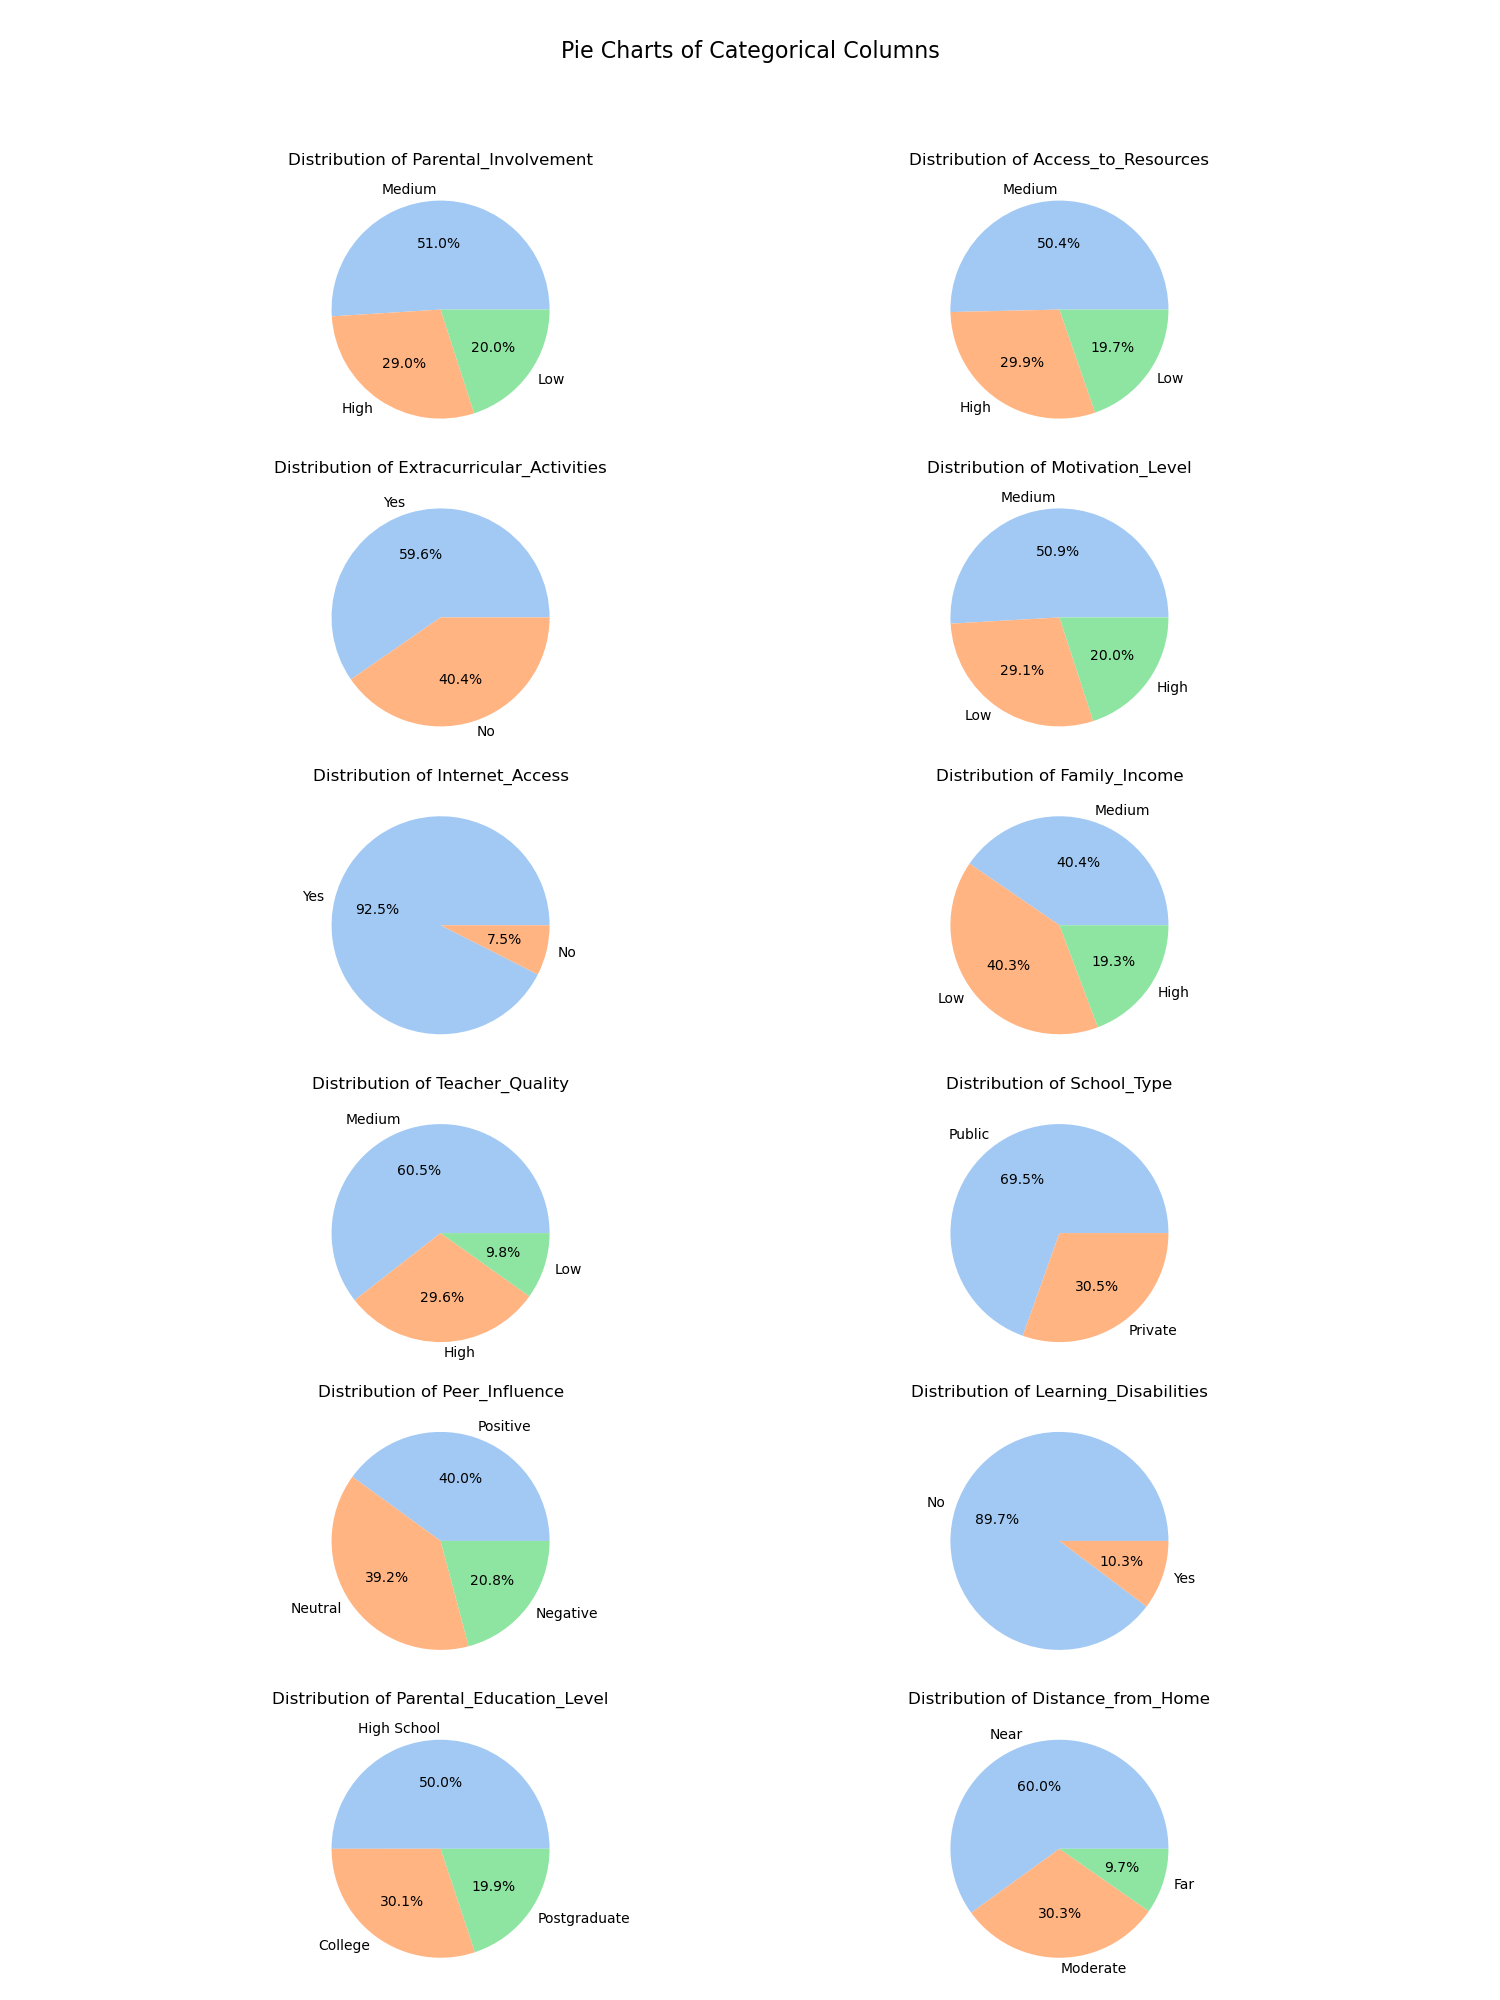 Pie Charts of Categorical Columns
Distribution of Parental_Involvement
Medium
51.0%
29.0%
20.0%
High
Low
Distribution of Access_to_Resources
Medium
50.4%
29.9%
19.7%
High
Low
Distribution of Extracurricular_Activities
Yes
59.6%
40.4%
No
Distribution of Motivation_Level
Medium
50.9%
29.1%
20.0%
Low
High
Distribution of Internet_Access
Yes
92.5%
7.5%
No
Distribution of Family_Income
Medium
40.4%
40.3%
19.3%
Low
High
Distribution of Teacher_Quality
Medium
60.5%
9.8%
Low
29.6%
High
Distribution of School_Type
Public
69.5%
30.5%
Private
Distribution of Peer_Influence
Positive
40.0%
39.2%
20.8%
Neutral
Negative
Distribution of Learning_Disabilities
No
89.7%
10.3%
Yes
Distribution of Parental_Education_Level
High School
50.0%
30.1%
19.9%
College
Postgraduate
Distribution of Distance_from_Home
Near
60.0%
9.7%
Far
30.3%
Moderate